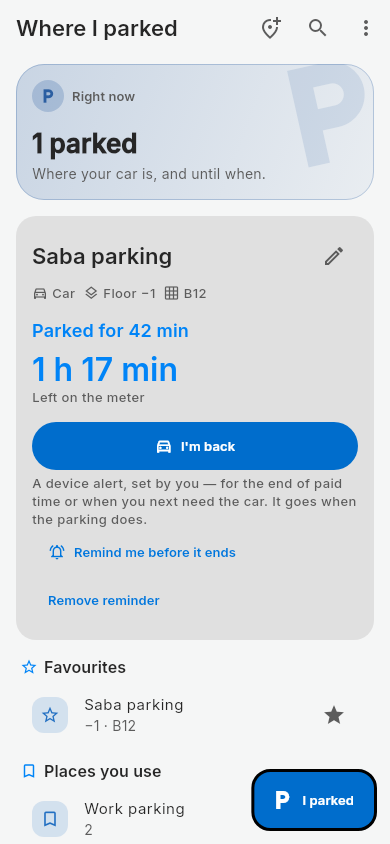 Where I parked
P Right now
1 parked
Where your car is, and until when.
Saba parking
Car Floor −1 B12
Parked for 42 min
1 h 17 min
Left on the meter
I'm back
A device alert, set by you — for the end of paid
time or when you next need the car. It goes when
the parking does.
Remind me before it ends
Remove reminder
Favourites
Saba parking
−1 · B12
Places you use
Work parking
2
P I parked